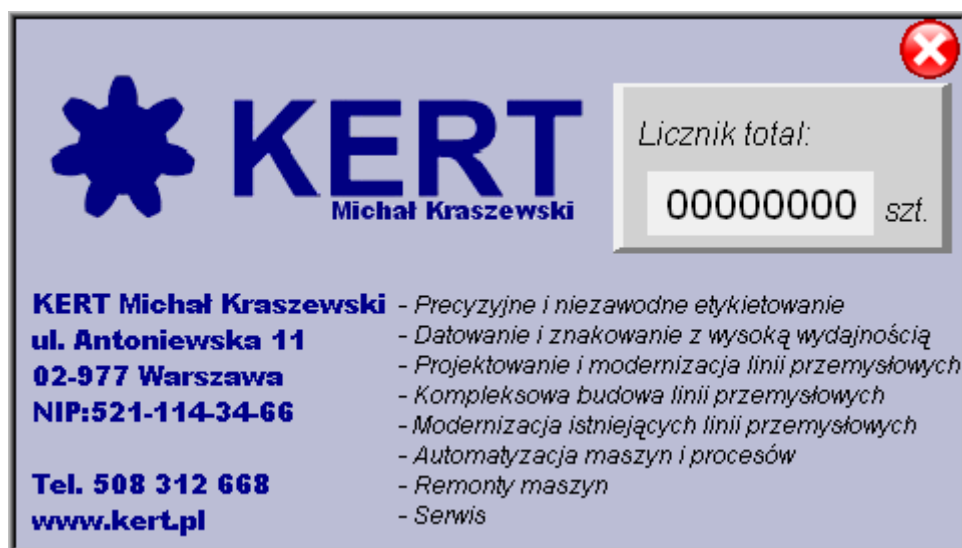 KERT
Michał Kraszewski
Licznik total:
00000000 szt.
KERT Michał Kraszewski
ul. Antoniewska 11
02-977 Warszawa
NIP:521-114-34-66
Tel. 508 312 668
www.kert.pl
- Precyzyjne i niezawodne etykietowanie
- Datowanie i znakowanie z wysoką wydajnością
- Projektowanie i modernizacja linii przemysłowych
- Kompleksowa budowa linii przemysłowych
- Modernizacja istniejących linii przemysłowych
- Automatyzacja maszyn i procesów
- Remonty maszyn
- Serwis